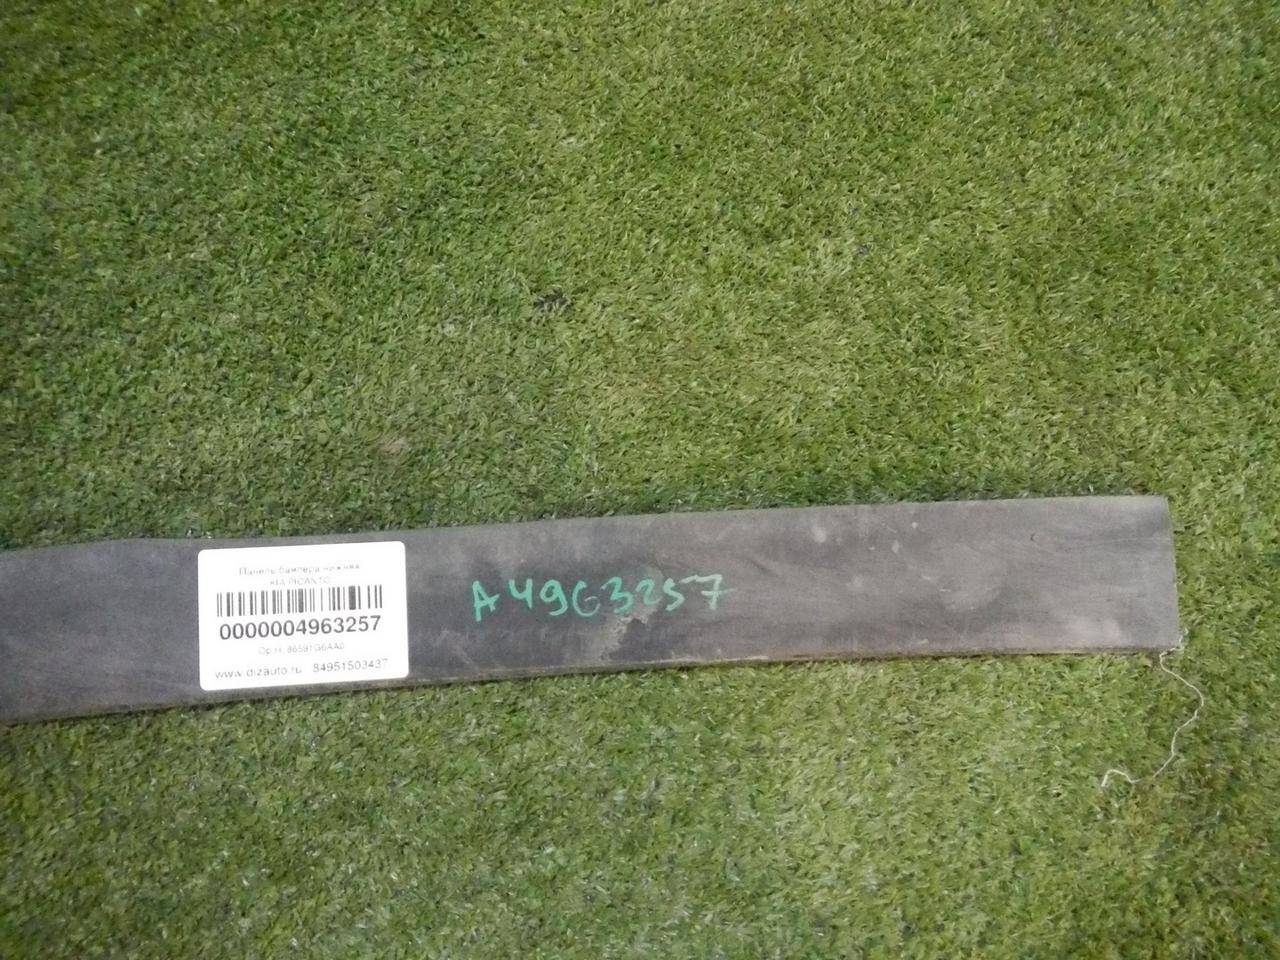 Панель бампера нижняя
KIA PICANTO
0000004963257
Ор.Н. 86591G6AA0
www.dizauto.ru 84951503437
A4963257